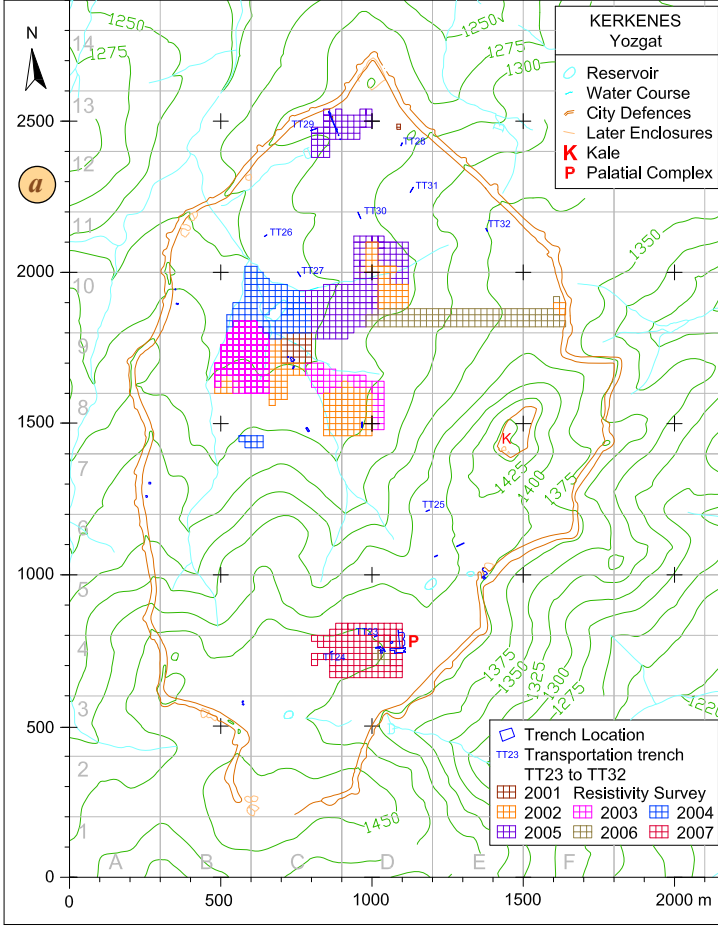 KERKENES
Yozgat
Reservoir
Water Course
City Defences
Later Enclosures
K Kale
P Palatial Complex
N
a
1250
1275
1250
1275
1300
14
13
2500
TT29
TT28
12
TT31
TT30
TT32
11
TT26
1350
TT27
2000
10
9
8
1500
K
7
1425
1400
1375
TT25
6
1000
5
TT23
P
4
TT24
1375
1350
1325
1300
1275
1220
3
500
2
1
1450
A
B
C
D
E
F
0
0
500
1000
1500
2000 m
Trench Location
TT23 Transportation trench
TT23 to TT32
2001 Resistivity Survey
2002 2003 2004
2005 2006 2007